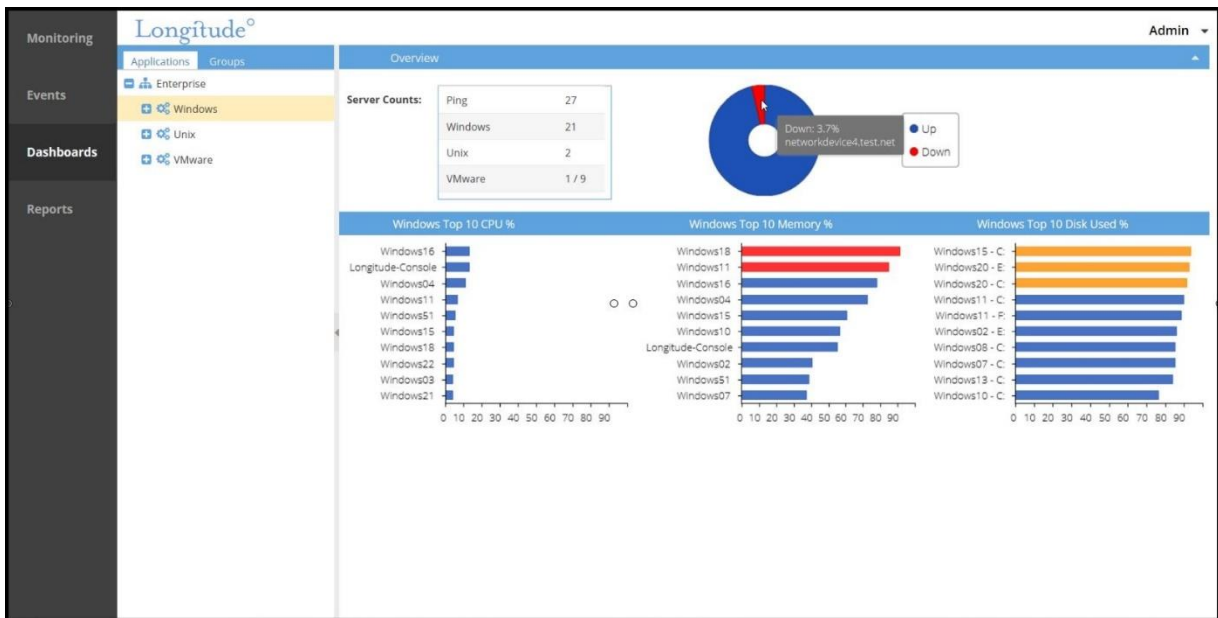 Monitoring
Events
Dashboards
Reports
Longitude°
Admin
Applications Groups
Enterprise
Windows
Unix
VMware
Overview
Server Counts:
Ping 27
Windows 21
Unix 2
VMware 1 / 9
Down: 3.7%
networkdevice4.test.net
Up
Down
Windows Top 10 CPU %
Windows16
Longitude-Console
Windows04
Windows11
Windows51
Windows15
Windows18
Windows22
Windows03
Windows21
0 10 20 30 40 50 60 70 80 90
Windows Top 10 Memory %
Windows18
Windows11
Windows16
Windows04
Windows15
Windows10
Longitude-Console
Windows02
Windows51
Windows07
0 10 20 30 40 50 60 70 80 90
Windows Top 10 Disk Used %
Windows15 - C:
Windows20 - E:
Windows20 - C:
Windows11 - C:
Windows11 - F:
Windows02 - E:
Windows08 - C:
Windows07 - C:
Windows13 - C:
Windows10 - C:
0 10 20 30 40 50 60 70 80 90